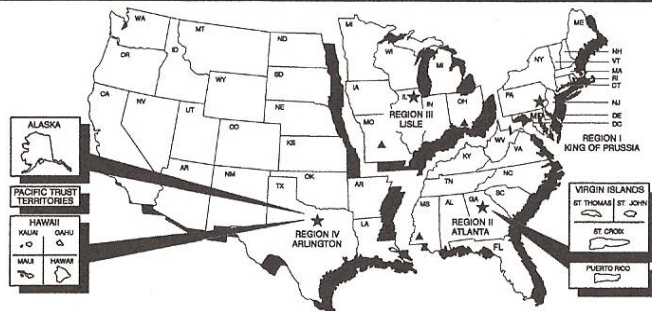 WA
MT
ND
MI
ME
OR
ID
SD
WI
MI
NY
NH
VT
MA
RI
CT
WY
IA
NE
PA
NJ
DE
DC
CA
NV
UT
CO
KS
MO
IL
IN
OH
WV
VA
MD
REGION III
LISLE
REGION I
KING OF PRUSSIA
KY
TN
NC
SC
AR
NM
TX
OK
AR
LA
MS
AL
GA
FL
REGION IV
ARLINGTON
REGION II
ATLANTA
ALASKA
PACIFIC TRUST
TERRITORIES
HAWAII
KAUAI
OAHU
MAUI
HAWAII
VIRGIN ISLANDS
ST. THOMAS
ST. JOHN
ST. CROIX
PUERTO RICO